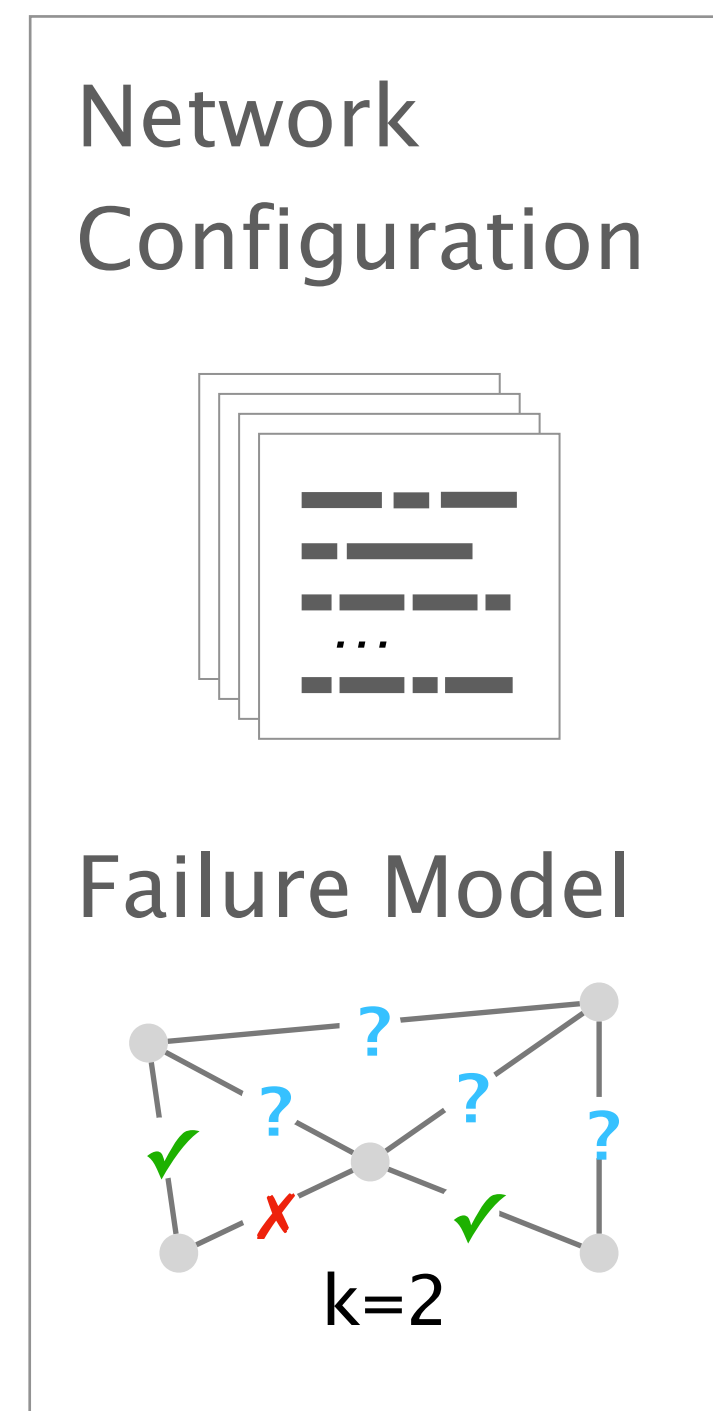 Network
Configuration
...
Failure Model
?
?
?
?
✓
✗
✓
k=2